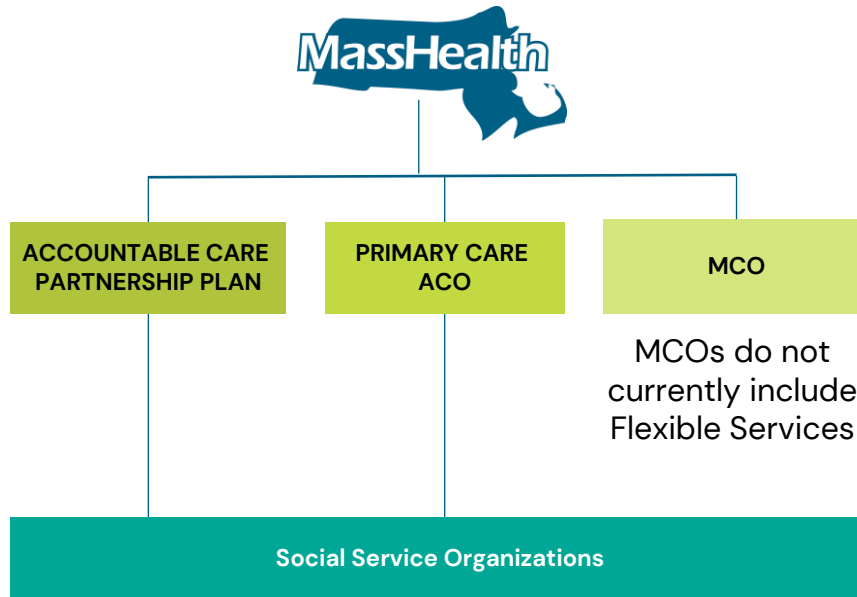 MassHealth
ACCOUNTABLE CARE
PARTNERSHIP PLAN
PRIMARY CARE
ACO
MCO
MCOs do not
currently include
Flexible Services
Social Service Organizations